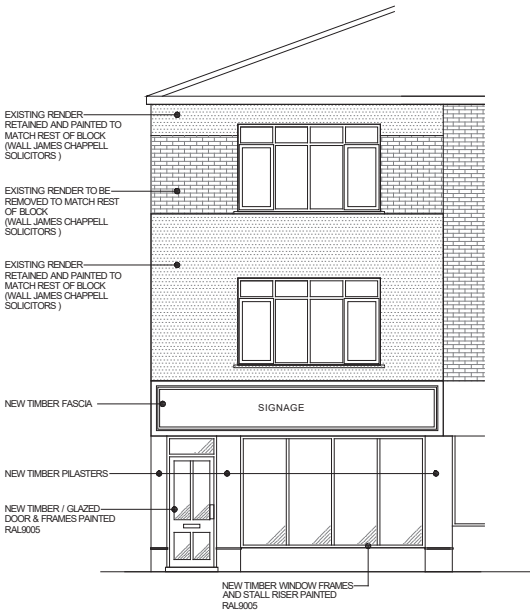 EXISTING RENDER
RETAINED AND PAINTED TO
MATCH REST OF BLOCK
(WALL JAMES CHAPPELL
SOLICITORS )
EXISTING RENDER TO BE
REMOVED TO MATCH REST
OF BLOCK
(WALL JAMES CHAPPELL
SOLICITORS )
EXISTING RENDER
RETAINED AND PAINTED TO
MATCH REST OF BLOCK
(WALL JAMES CHAPPELL
SOLICITORS )
NEW TIMBER FASCIA
SIGNAGE
NEW TIMBER PILASTERS
NEW TIMBER / GLAZED
DOOR & FRAMES PAINTED
RAL9005
NEW TIMBER WINDOW FRAMES
AND STALL RISER PAINTED
RAL9005